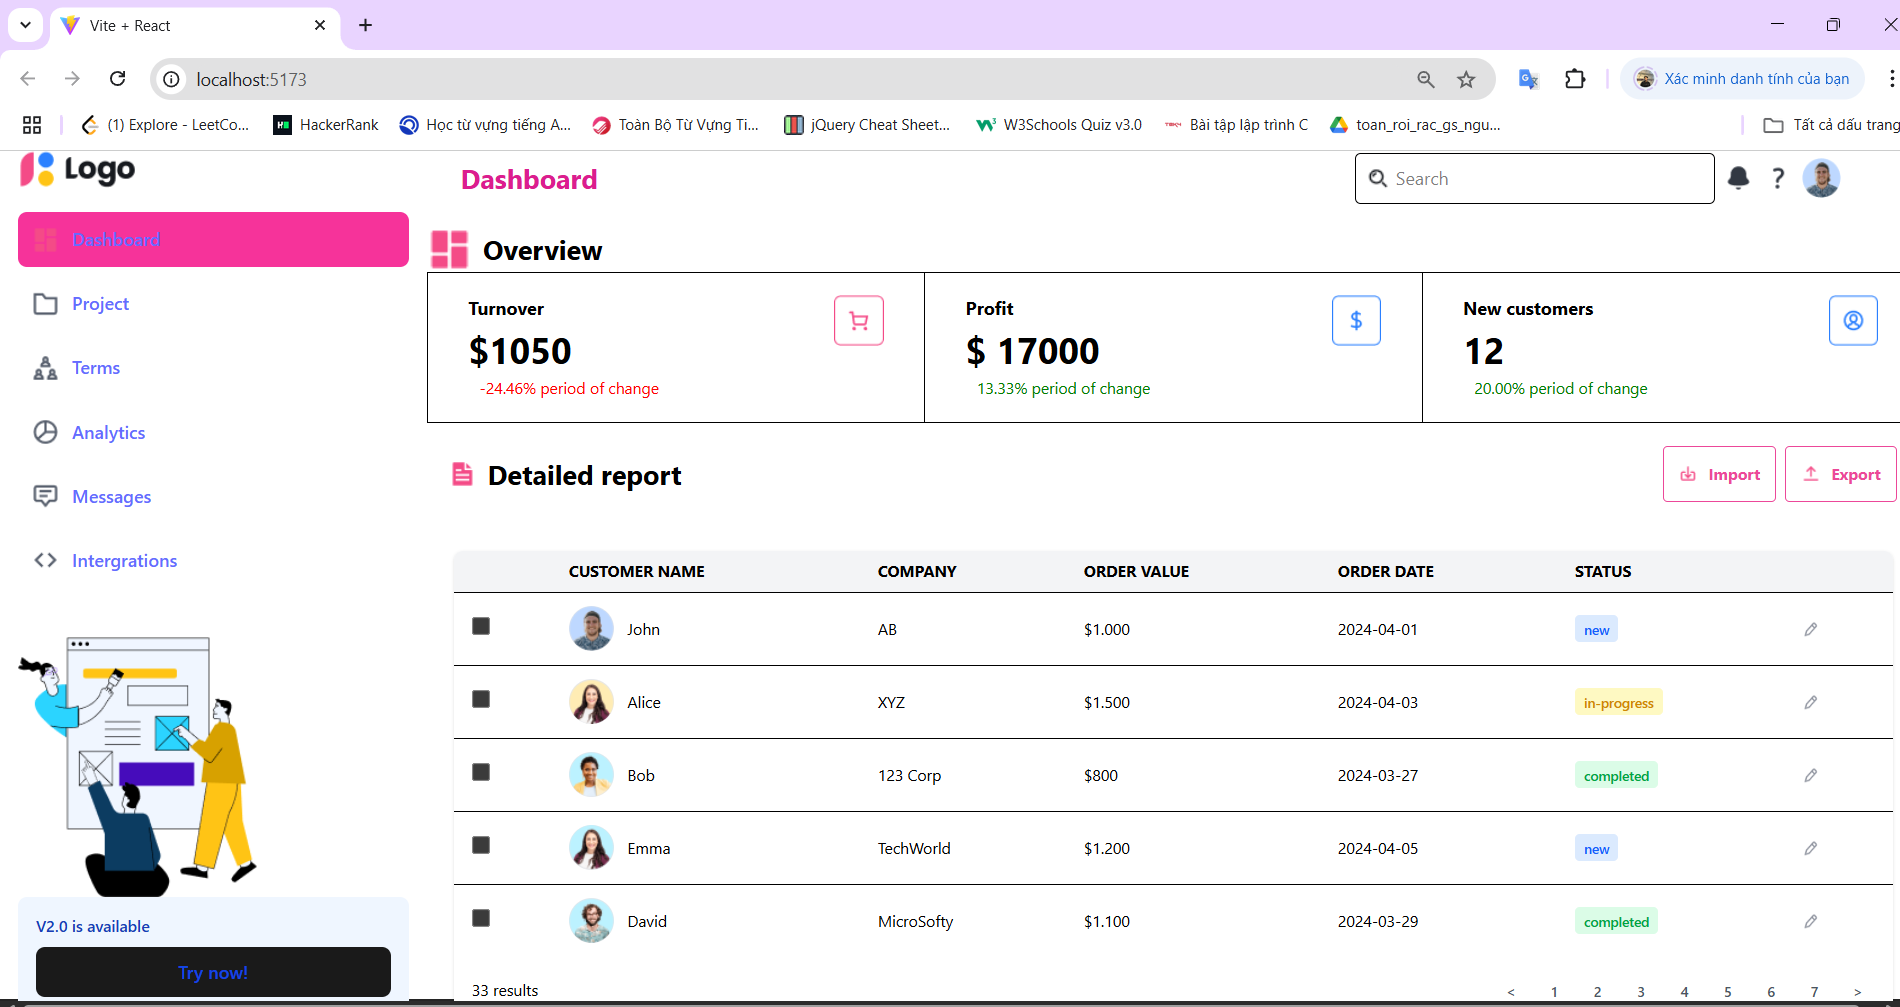 Vite + React
localhost:5173
Xác minh danh tính của bạn
(1) Explore - LeetCo...
HackerRank
Học từ vựng tiếng A...
Toàn Bộ Từ Vựng Ti...
jQuery Cheat Sheet...
W3Schools Quiz v3.0
Bài tập lập trình C
toan_roi_rac_gs_ngu...
Tất cả dấu trang
Logo
Dashboard
Search
?
Dashboard
Project
Terms
Analytics
Messages
Intergrations
V2.0 is available
Try now!
Overview
Turnover
$1050
-24.46% period of change
Profit
$ 17000
13.33% period of change
$
New customers
12
20.00% period of change
Detailed report
Import
Export
CUSTOMER NAME COMPANY ORDER VALUE ORDER DATE STATUS
John AB $1.000 2024-04-01 new
Alice XYZ $1.500 2024-04-03 in-progress
Bob 123 Corp $800 2024-03-27 completed
Emma TechWorld $1.200 2024-04-05 new
David MicroSofty $1.100 2024-03-29 completed
33 results
< 1 2 3 4 5 6 7 >